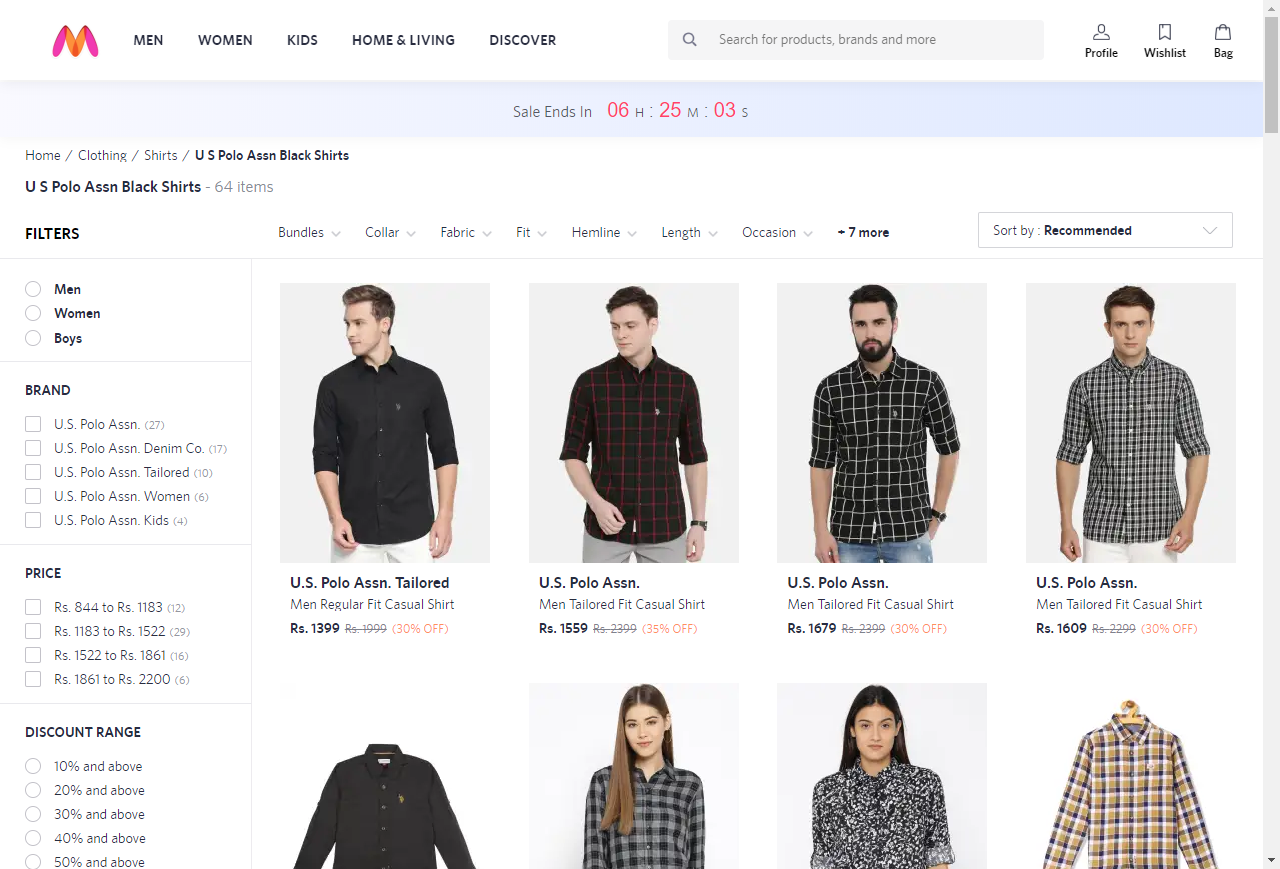 MEN WOMEN KIDS HOME & LIVING DISCOVER
Search for products, brands and more
Profile Wishlist Bag
Sale Ends In 06 H : 25 M : 03 S
Home / Clothing / Shirts / U S Polo Assn Black Shirts
U S Polo Assn Black Shirts - 64 items
FILTERS
Bundles Collar Fabric Fit Hemline Length Occasion + 7 more
Sort by : Recommended
Men
Women
Boys
BRAND
U.S. Polo Assn. (27)
U.S. Polo Assn. Denim Co. (17)
U.S. Polo Assn. Tailored (10)
U.S. Polo Assn. Women (6)
U.S. Polo Assn. Kids (4)
PRICE
Rs. 844 to Rs. 1183 (12)
Rs. 1183 to Rs. 1522 (29)
Rs. 1522 to Rs. 1861 (16)
Rs. 1861 to Rs. 2200 (6)
DISCOUNT RANGE
10% and above
20% and above
30% and above
40% and above
50% and above
U.S. Polo Assn. Tailored
Men Regular Fit Casual Shirt
Rs. 1399 Rs. 1999 (30% OFF)
U.S. Polo Assn.
Men Tailored Fit Casual Shirt
Rs. 1559 Rs. 2399 (35% OFF)
U.S. Polo Assn.
Men Tailored Fit Casual Shirt
Rs. 1679 Rs. 2399 (30% OFF)
U.S. Polo Assn.
Men Tailored Fit Casual Shirt
Rs. 1609 Rs. 2299 (30% OFF)